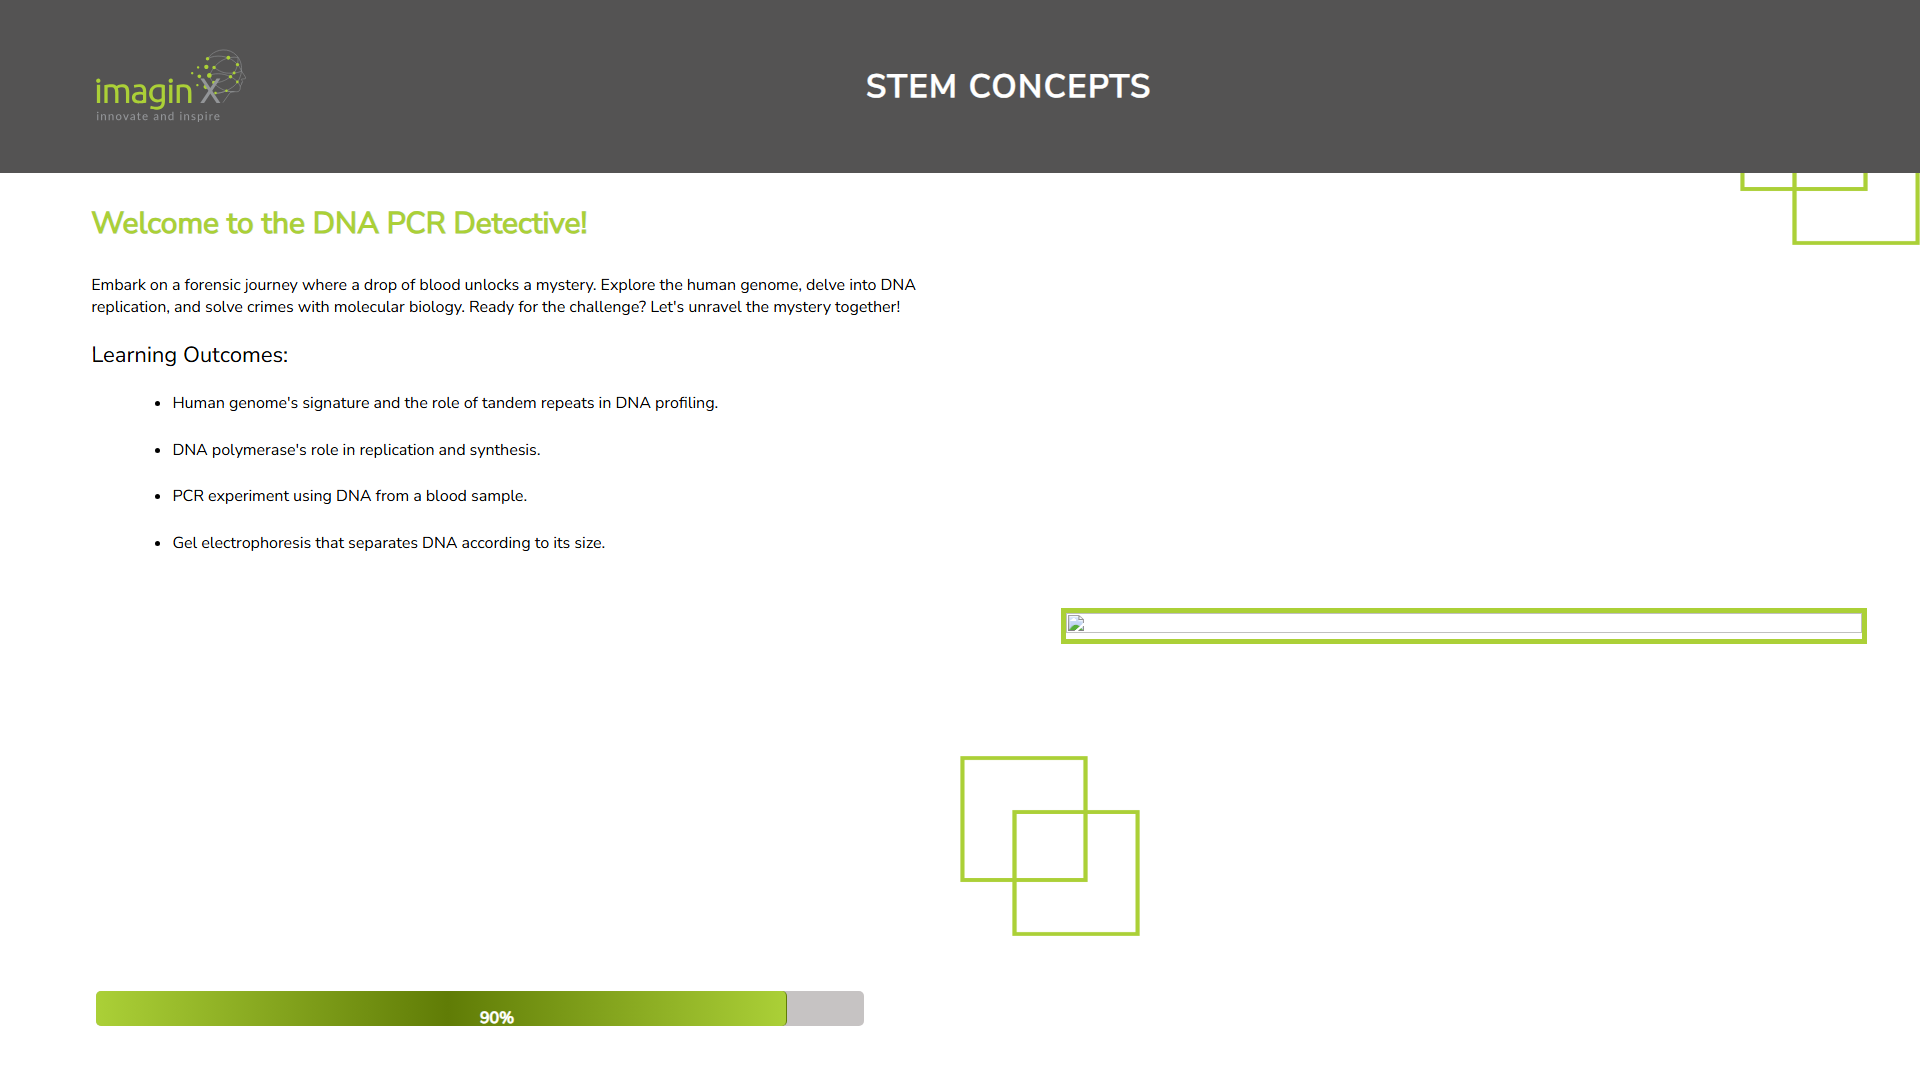 imagin X
innovate and inspire
STEM CONCEPTS
Welcome to the DNA PCR Detective!
Embark on a forensic journey where a drop of blood unlocks a mystery. Explore the human genome, delve into DNA
replication, and solve crimes with molecular biology. Ready for the challenge? Let's unravel the mystery together!
Learning Outcomes:
Human genome's signature and the role of tandem repeats in DNA profiling.
DNA polymerase's role in replication and synthesis.
PCR experiment using DNA from a blood sample.
Gel electrophoresis that separates DNA according to its size.
90%